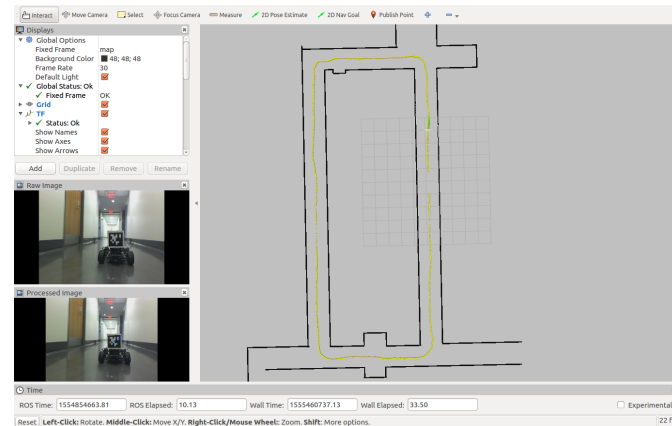 Interact Move Camera Select Focus Camera Measure 2D Pose Estimate 2D Nav Goal Publish Point
Displays
Global Options
Fixed Frame map
Background Color 48; 48; 48
Frame Rate 30
Default Light
Global Status: Ok
Fixed Frame OK
Grid
TF
Status: Ok
Show Names
Show Axes
Show Arrows
Add Duplicate Remove Rename
Raw Image
Processed Image
Time
ROS Time: 1554854663.81 ROS Elapsed: 10.13 Wall Time: 1555460737.13 Wall Elapsed: 33.50 Experimental
Reset Left-Click: Rotate. Middle-Click: Move X/Y. Right-Click/Mouse Wheel: Zoom. Shift: More options. 22 f